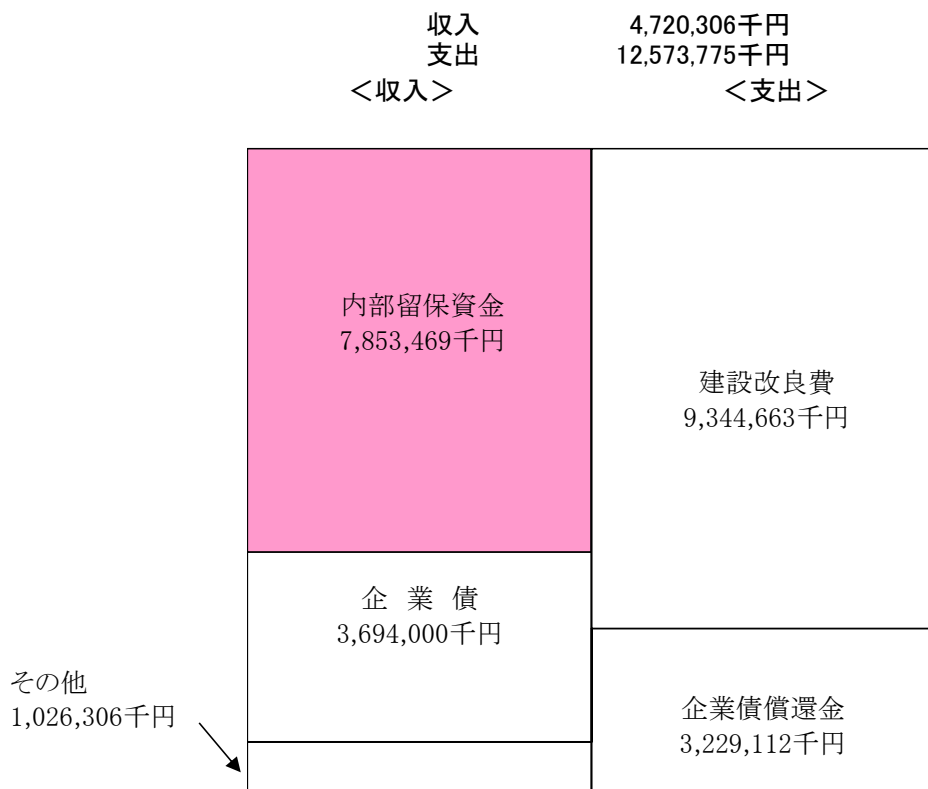 収入 4,720,306千円
支出 12,573,775千円
＜収入＞ ＜支出＞
内部留保資金
7,853,469千円
建設改良費
9,344,663千円
企 業 債
3,694,000千円
その他
1,026,306千円
企業債償還金
3,229,112千円